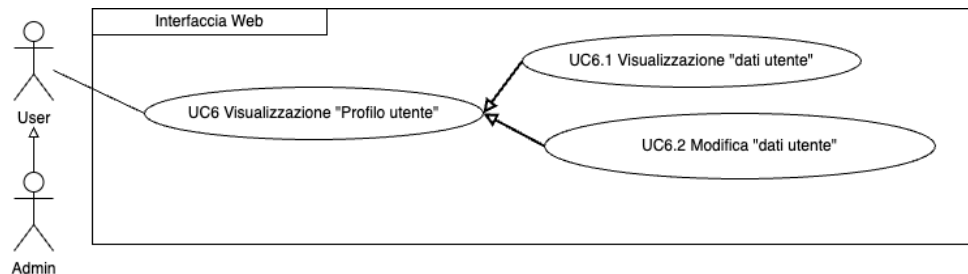 Interfaccia Web
UC6.1 Visualizzazione "dati utente"
UC6 Visualizzazione "Profilo utente"
User
UC6.2 Modifica "dati utente"
Admin